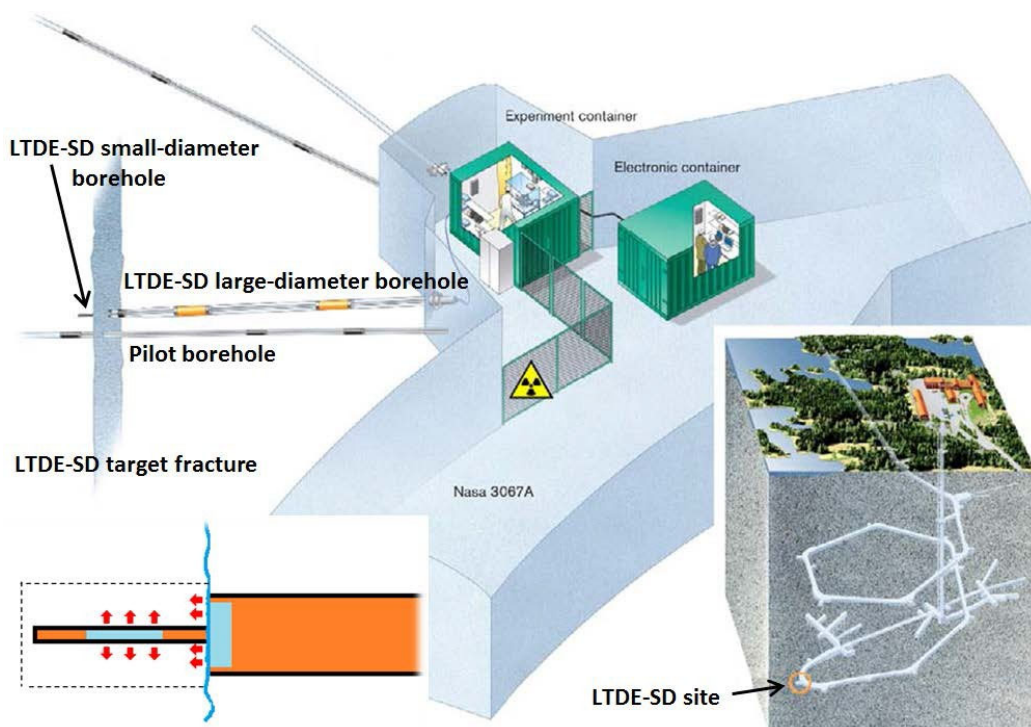 Experiment container
LTDE-SD small-diameter
borehole
Electronic container
LTDE-SD large-diameter borehole
Pilot borehole
LTDE-SD target fracture
Nasa 3067A
LTDE-SD site